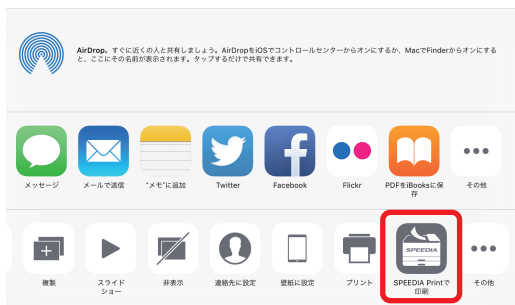 AirDrop。すぐに近くの人と共有しましょう。AirDropをiOSでコントロールセンターからオンにするか、MacでFinderからオンにする
と、ここにその名前が表示されます。タップするだけで共有できます。
メッセージ
メールで送信
"メモ"に追加
Twitter
Facebook
Flickr
PDFをiBooksに保
存
その他
複製
スライド
ショー
非表示
連絡先に設定
壁紙に設定
プリント
SPEEDIA
SPEEDIA Printで
印刷
その他